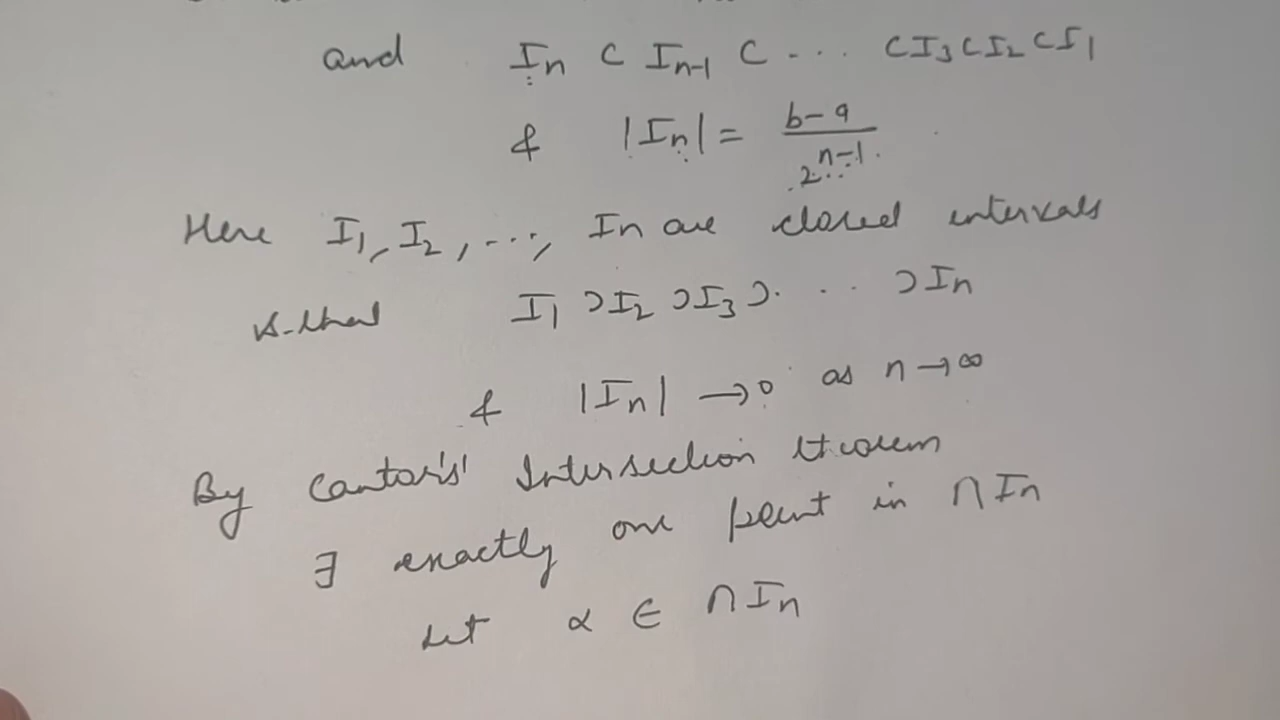 and Iₙ ⊂ Iₙ₋₁ ⊂ ... ⊂ I₃ ⊂ I₂ ⊂ I₁
& |Iₙ| = (b-a)/2ⁿ⁻¹
Here I₁, I₂, ..., Iₙ are closed intervals
s.that I₁ ⊃ I₂ ⊃ I₃ ⊃ ... ⊃ Iₙ
& |Iₙ| → 0 as n → ∞
By Cantor's' Intersection theorem
∃ exactly one point in ∩Iₙ
Let α ∈ ∩Iₙ